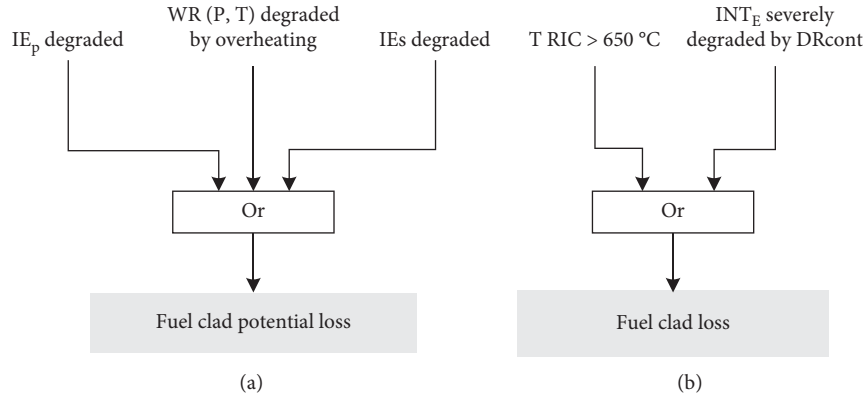 IEp degraded
WR (P, T) degraded
by overheating
IEs degraded
Or
Fuel clad potential loss
(a)
T RIC > 650 °C
INTE severely
degraded by DRcont
Or
Fuel clad loss
(b)